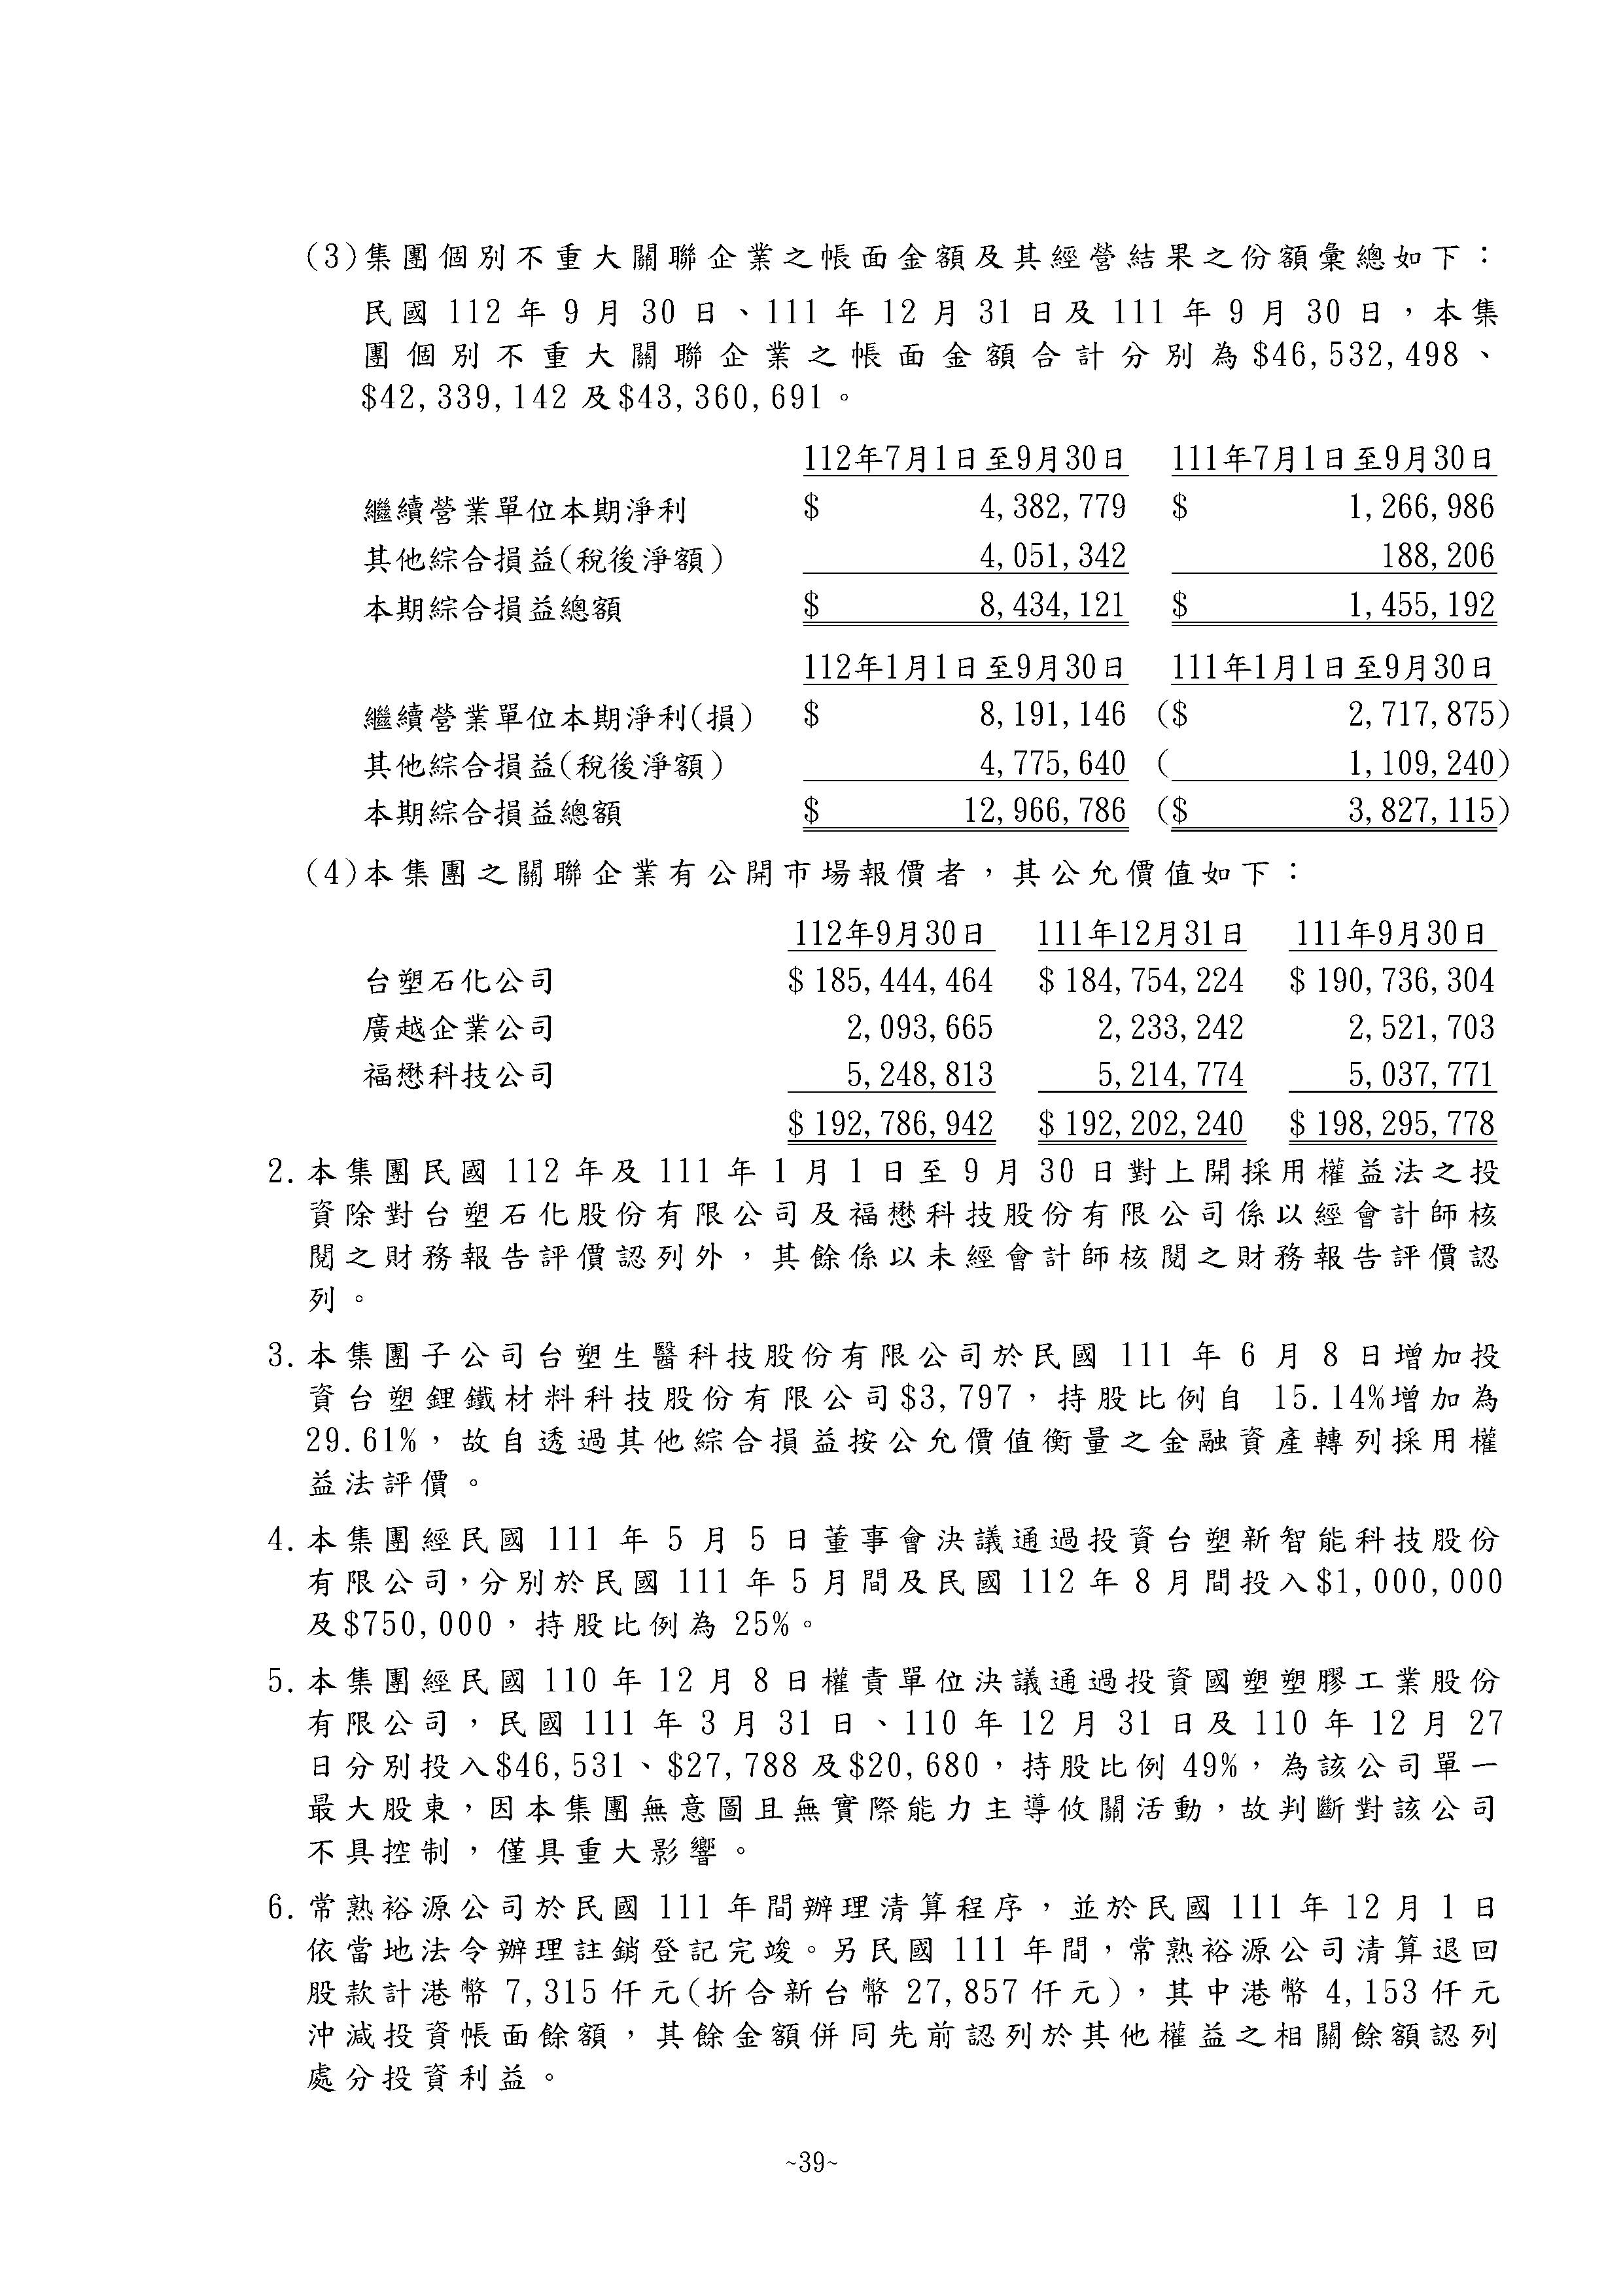 (3)集團個別不重大關聯企業之帳面金額及其經營結果之份額彙總如下：
民國 112 年 9 月 30 日、111 年 12 月 31 日及 111 年 9 月 30 日，本集
團個別不重大關聯企業之帳面金額合計分別為$46,532,498、
$42,339,142 及$43,360,691。
112年7月1日至9月30日 111年7月1日至9月30日
繼續營業單位本期淨利 $ 4,382,779 $ 1,266,986
其他綜合損益(稅後淨額) 4,051,342 188,206
本期綜合損益總額 $ 8,434,121 $ 1,455,192
112年1月1日至9月30日 111年1月1日至9月30日
繼續營業單位本期淨利(損) $ 8,191,146 ($ 2,717,875)
其他綜合損益(稅後淨額) 4,775,640 ( 1,109,240)
本期綜合損益總額 $ 12,966,786 ($ 3,827,115)
(4)本集團之關聯企業有公開市場報價者，其公允價值如下：
112年9月30日 111年12月31日 111年9月30日
台塑石化公司 $ 185,444,464 $ 184,754,224 $ 190,736,304
廣越企業公司 2,093,665 2,233,242 2,521,703
福懋科技公司 5,248,813 5,214,774 5,037,771
$ 192,786,942 $ 192,202,240 $ 198,295,778
2.本集團民國 112 年及 111 年 1 月 1 日至 9 月 30 日對上開採用權益法之投
資除對台塑石化股份有限公司及福懋科技股份有限公司係以經會計師核
閱之財務報告評價認列外，其餘係以未經會計師核閱之財務報告評價認
列。
3.本集團子公司台塑生醫科技股份有限公司於民國 111 年 6 月 8 日增加投
資台塑鋰鐵材料科技股份有限公司$3,797，持股比例自 15.14%增加為
29.61%，故自透過其他綜合損益按公允價值衡量之金融資產轉列採用權
益法評價。
4.本集團經民國 111 年 5 月 5 日董事會決議通過投資台塑新智能科技股份
有限公司，分別於民國 111 年 5 月間及民國 112 年 8 月間投入$1,000,000
及$750,000，持股比例為 25%。
5.本集團經民國 110 年 12 月 8 日權責單位決議通過投資國塑塑膠工業股份
有限公司，民國 111 年 3 月 31 日、110 年 12 月 31 日及 110 年 12 月 27
日分別投入$46,531、$27,788 及$20,680，持股比例 49%，為該公司單一
最大股東，因本集團無意圖且無實際能力主導攸關活動，故判斷對該公司
不具控制，僅具重大影響。
6.常熟裕源公司於民國 111 年間辦理清算程序，並於民國 111 年 12 月 1 日
依當地法令辦理註銷登記完竣。另民國 111 年間，常熟裕源公司清算退回
股款計港幣 7,315 仟元(折合新台幣 27,857 仟元)，其中港幣 4,153 仟元
沖減投資帳面餘額，其餘金額併同先前認列於其他權益之相關餘額認列
處分投資利益。
~39~